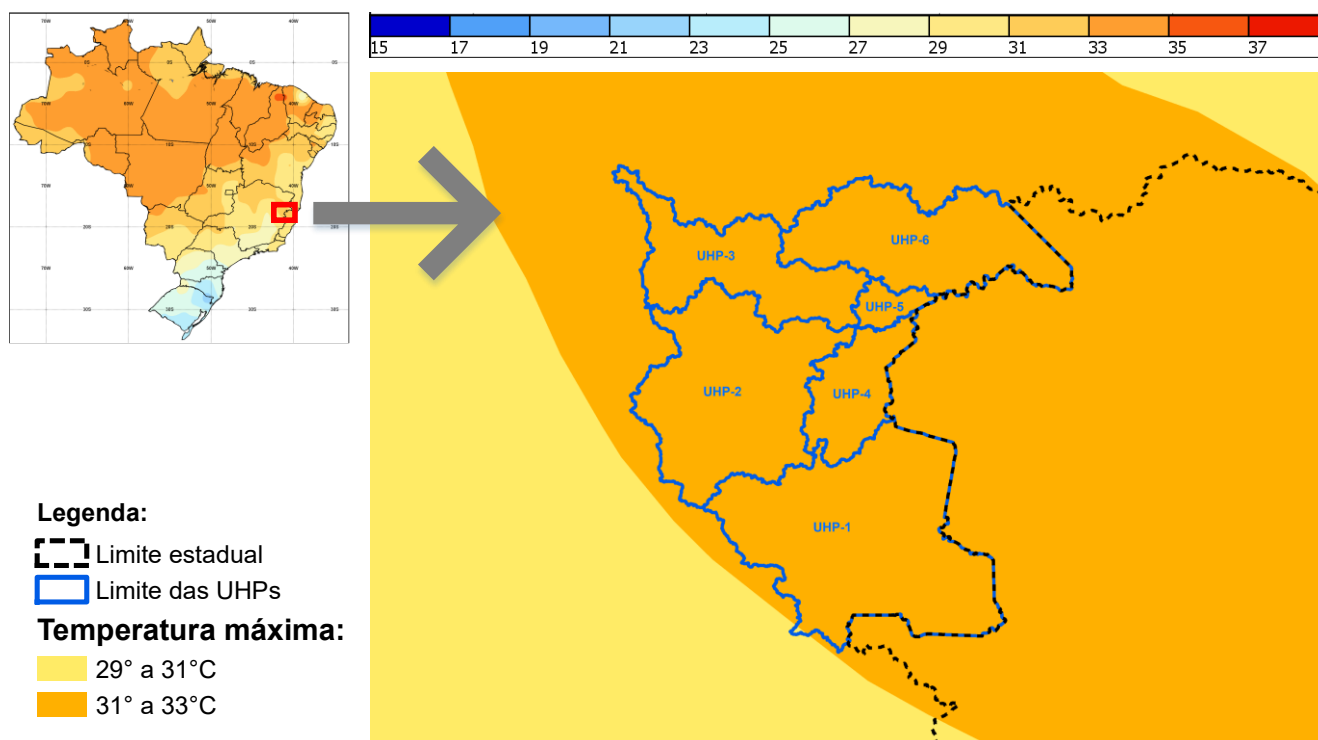 15 17 19 21 23 25 27 29 31 33 35 37
UHP-6
UHP-3
UHP-5
UHP-2
UHP-4
UHP-1
Legenda:
Limite estadual
Limite das UHPs
Temperatura máxima:
29° a 31°C
31° a 33°C